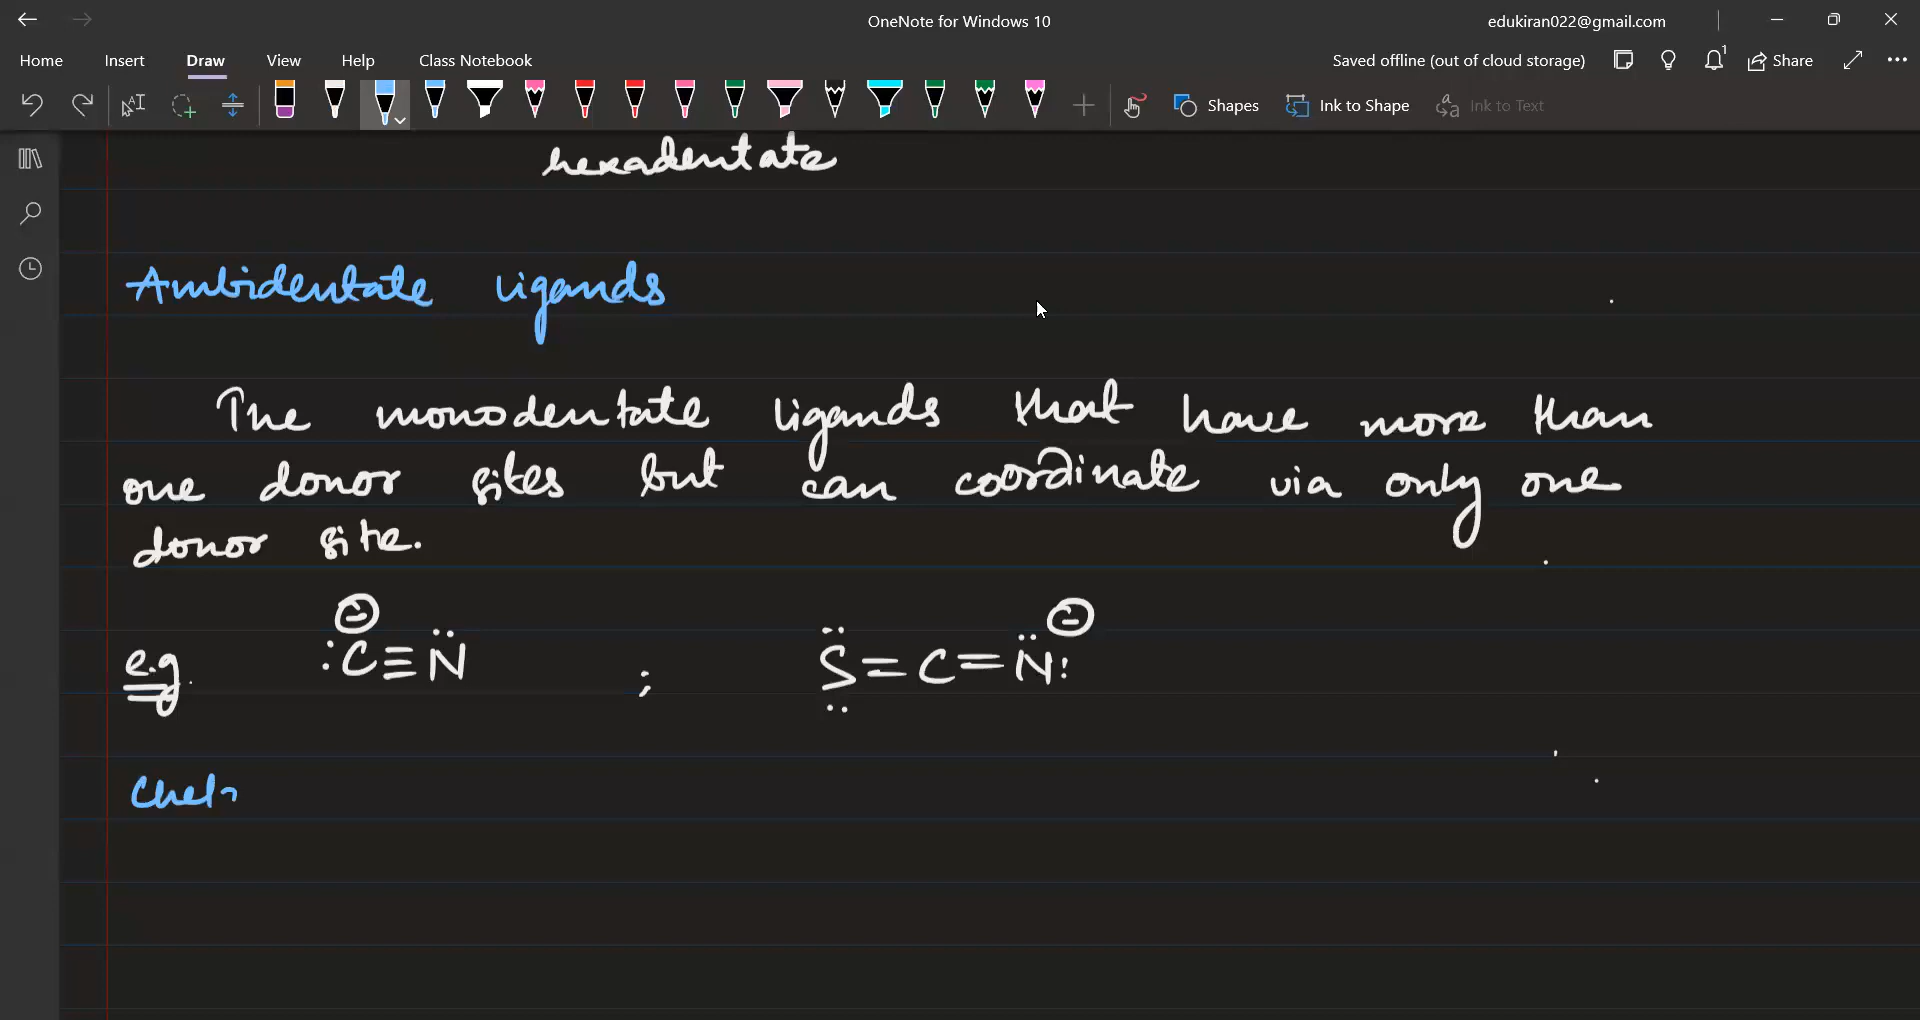 OneNote for Windows 10
edukiran022@gmail.com
Home Insert Draw View Help Class Notebook
Saved offline (out of cloud storage) 1 Share
Shapes Ink to Shape Ink to Text
hexadentate
Ambidentate ligands
The monodentate ligands that have more than
one donor sites but can coordinate via only one
donor site.
e.g. :C≡N̈ ⊖ ; S̤̈=C=N̈: ⊖
Chel